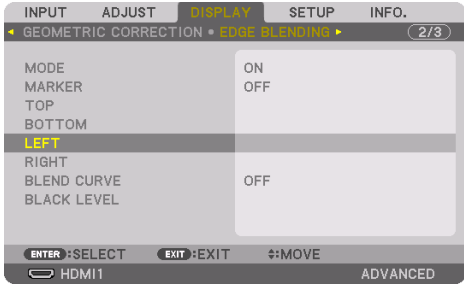 INPUT ADJUST DISPLAY SETUP INFO.
GEOMETRIC CORRECTION • EDGE BLENDING 2/3
MODE ON
MARKER OFF
TOP
BOTTOM
LEFT
RIGHT
BLEND CURVE OFF
BLACK LEVEL
ENTER :SELECT EXIT :EXIT :MOVE
HDMI1 ADVANCED